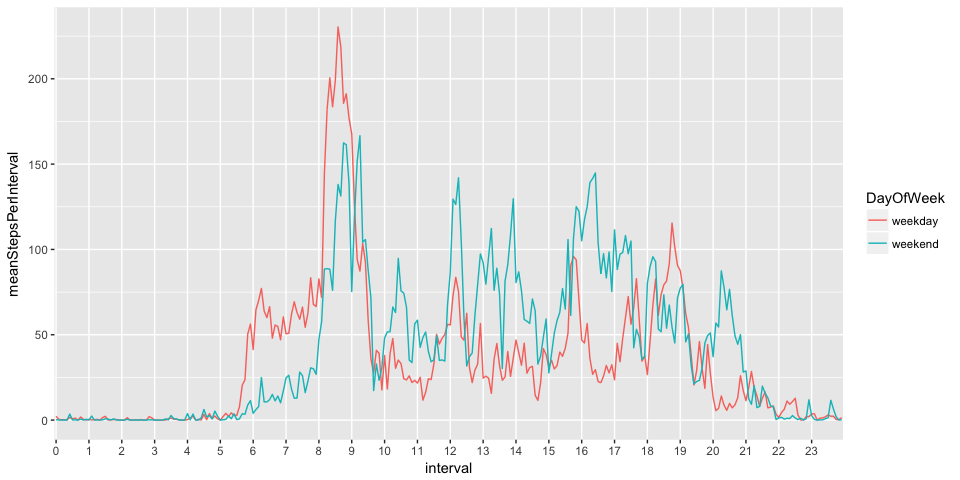 meanStepsPerInterval
200
150
100
50
0
0 1 2 3 4 5 6 7 8 9 10 11 12 13 14 15 16 17 18 19 20 21 22 23
interval
DayOfWeek
weekday
weekend